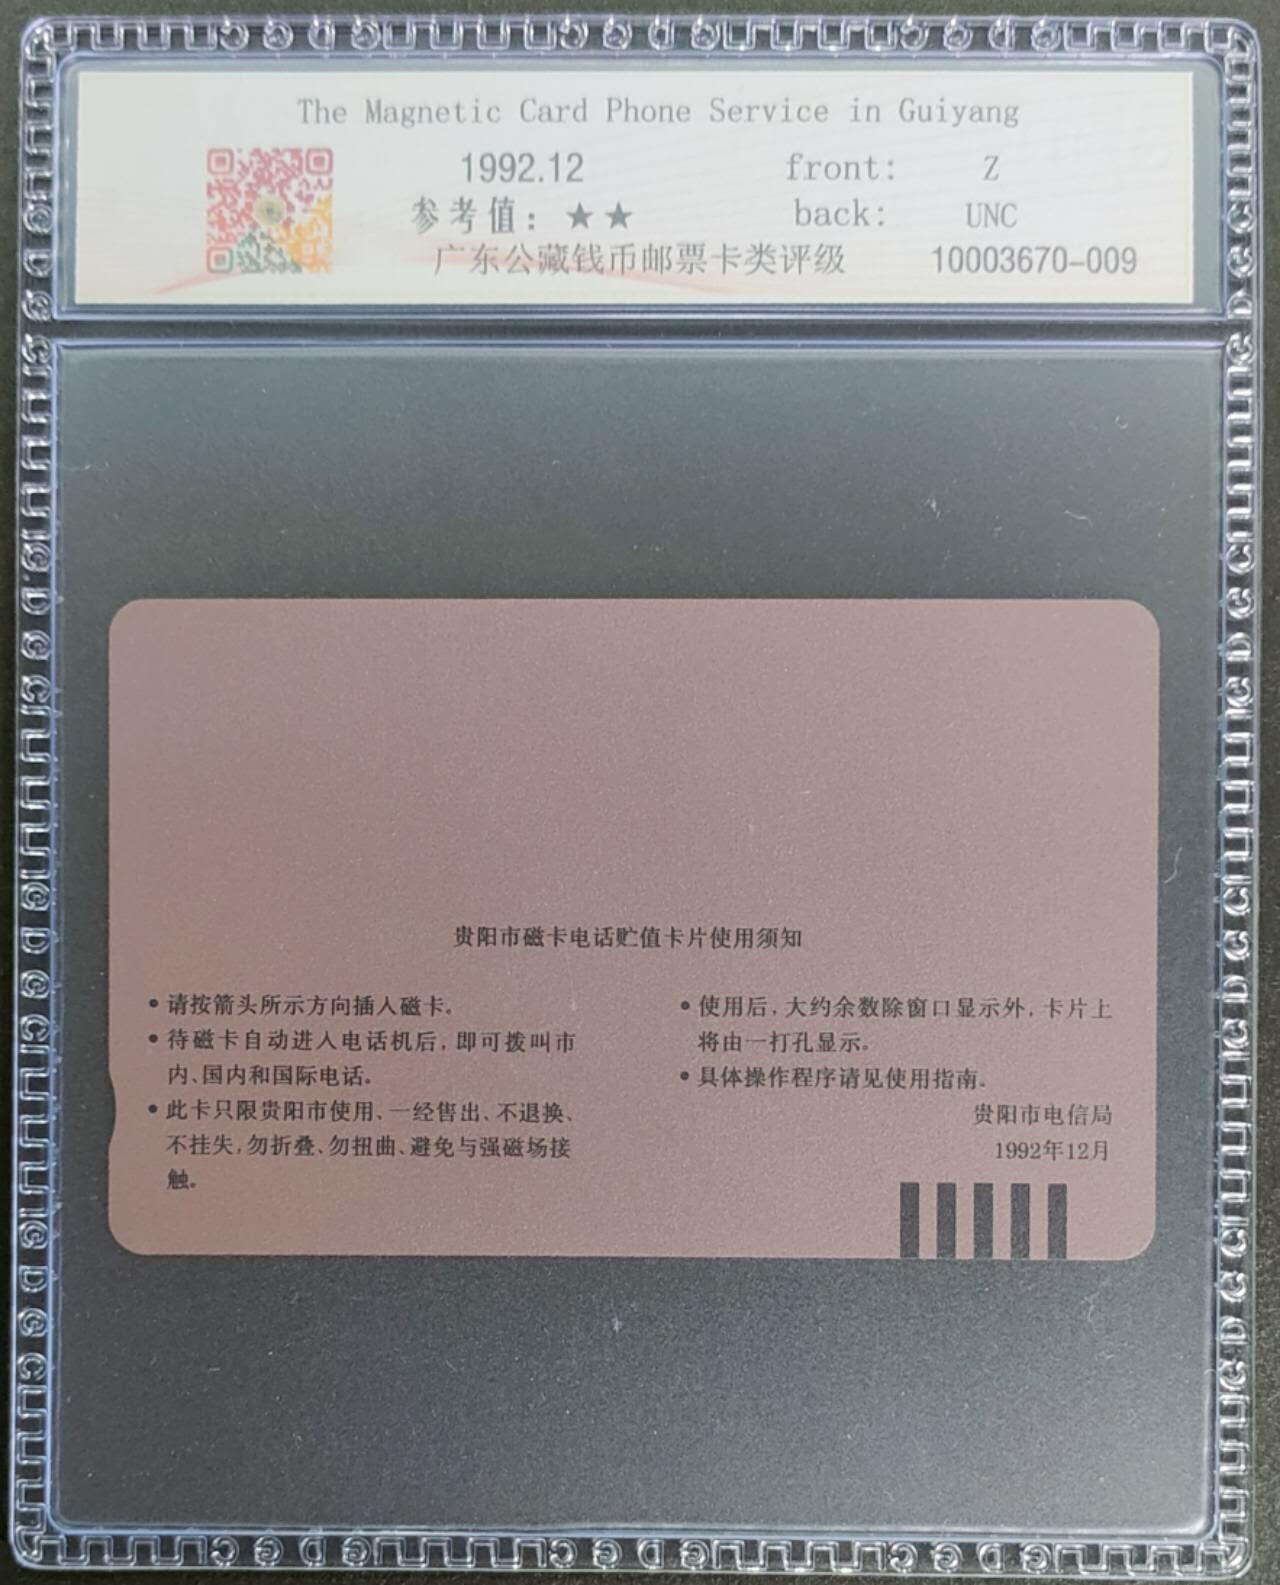 The Magnetic Card Phone Service in Guiyang
1992.12 front: Z
参考值：★★ back: UNC
广东公藏钱币邮票卡类评级 10003670-009
贵阳市磁卡电话贮值卡片使用须知
•请按箭头所示方向插入磁卡。
•待磁卡自动进入电话机后，即可拨叫市
内、国内和国际电话。
•此卡只限贵阳市使用、一经售出、不退换、
不挂失，勿折叠、勿扭曲、避免与强磁场接
触。
•使用后，大约余数除窗口显示外，卡片上
将由一打孔显示。
•具体操作程序请见使用指南。
贵阳市电信局
1992年12月